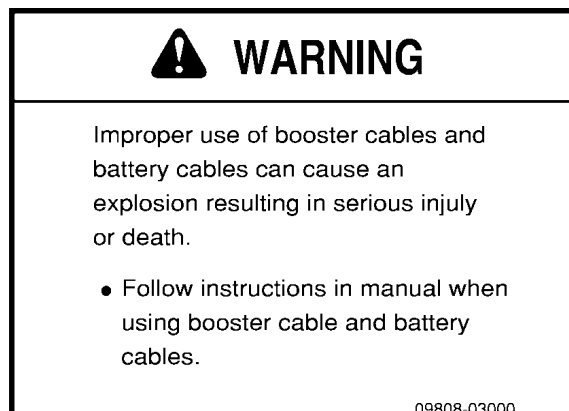 WARNING
Improper use of booster cables and
battery cables can cause an
explosion resulting in serious injuly
or death.
● Follow instructions in manual when
using booster cable and battery
cables.
09808-03000